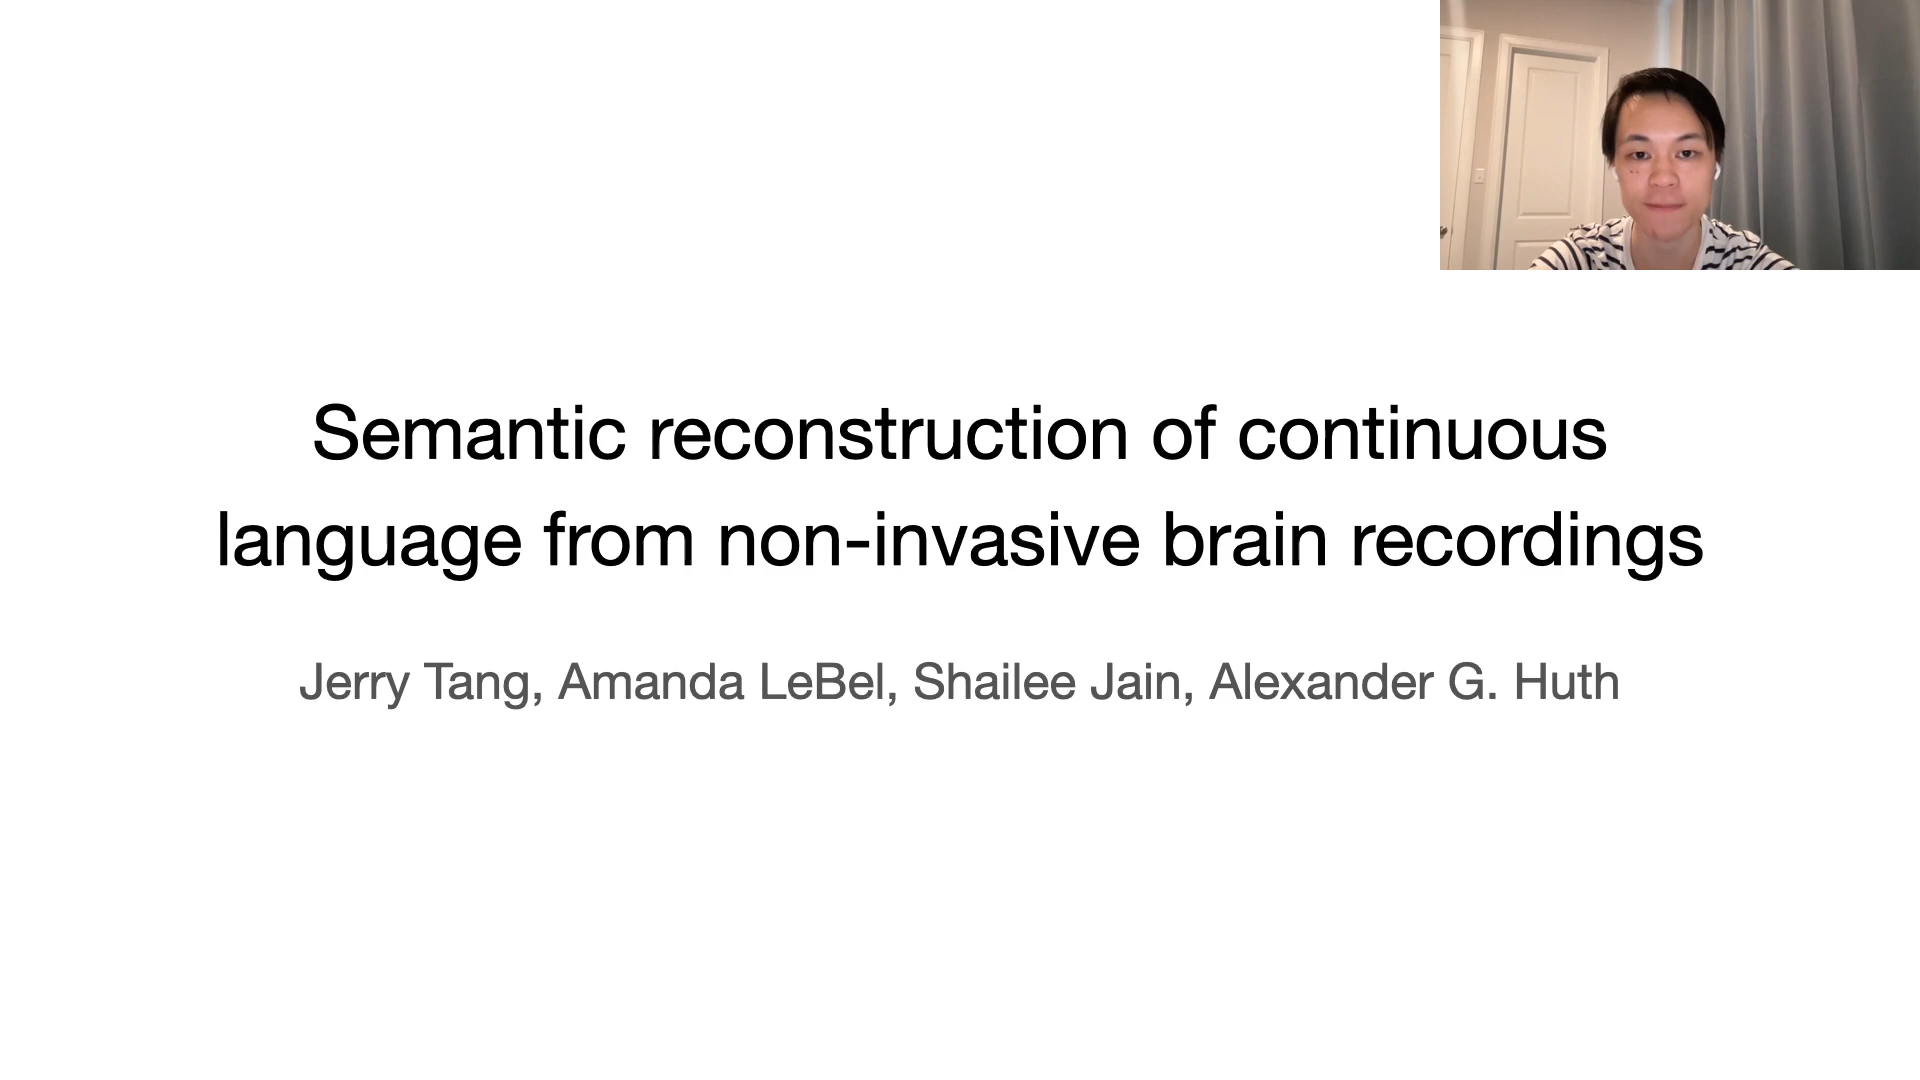 Semantic reconstruction of continuous
language from non-invasive brain recordings
Jerry Tang, Amanda LeBel, Shailee Jain, Alexander G. Huth